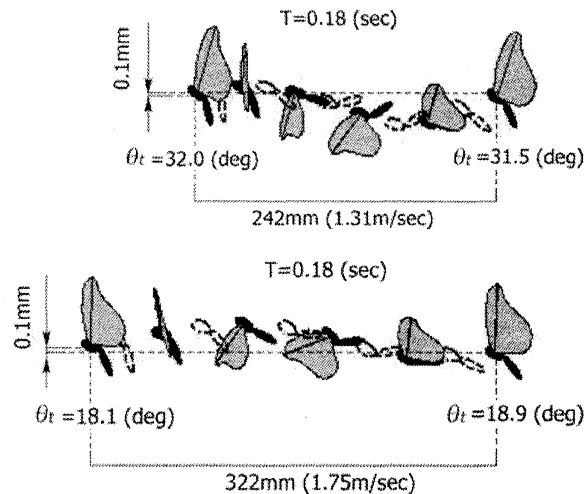 T=0.18 (sec)
0.1mm
θt=32.0 (deg)
θt=31.5 (deg)
242mm (1.31m/sec)
T=0.18 (sec)
0.1mm
θt=18.1 (deg)
θt=18.9 (deg)
322mm (1.75m/sec)